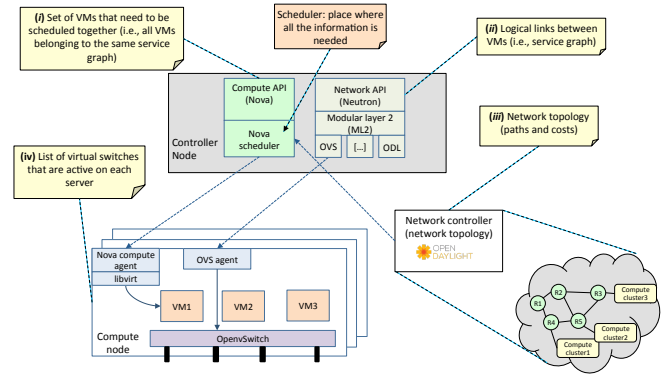 (i) Set of VMs that need to be
scheduled together (i.e., all VMs
belonging to the same service
graph)
Scheduler: place where
all the information is
needed
(ii) Logical links between
VMs (i.e., service graph)
Compute API
(Nova)
Network API
(Neutron)
Modular layer 2
(ML2)
Controller
Node
Nova
scheduler
OVS
[...]
ODL
(iii) Network topology
(paths and costs)
(iv) List of virtual switches
that are active on each
server
Network controller
(network topology)
OPEN
DAYLIGHT
Nova compute
agent
libvirt
OVS agent
VM1
VM2
VM3
Compute
node
OpenvSwitch
R1
R2
R3
R4
R5
Compute
cluster3
Compute
cluster2
Compute
cluster1